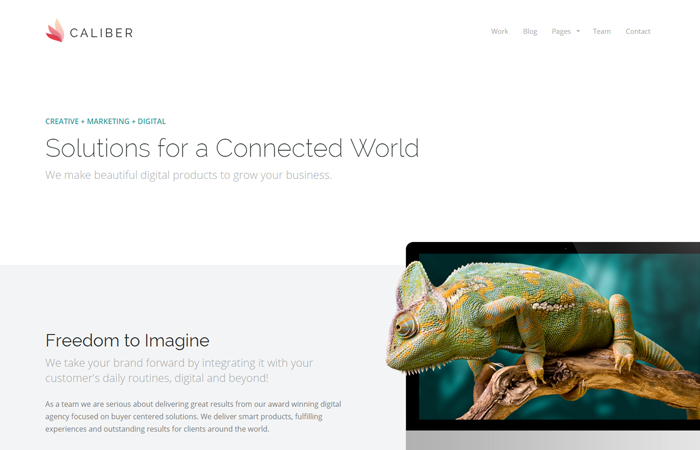 CALIBER
Work Blog Pages Team Contact
CREATIVE + MARKETING + DIGITAL
Solutions for a Connected World
We make beautiful digital products to grow your business.
Freedom to Imagine
We take your brand forward by integrating it with your
customer's daily routines, digital and beyond!
As a team we are serious about delivering great results from our award winning digital
agency focused on buyer centered solutions. We deliver smart products, fulfilling
experiences and outstanding results for clients around the world.